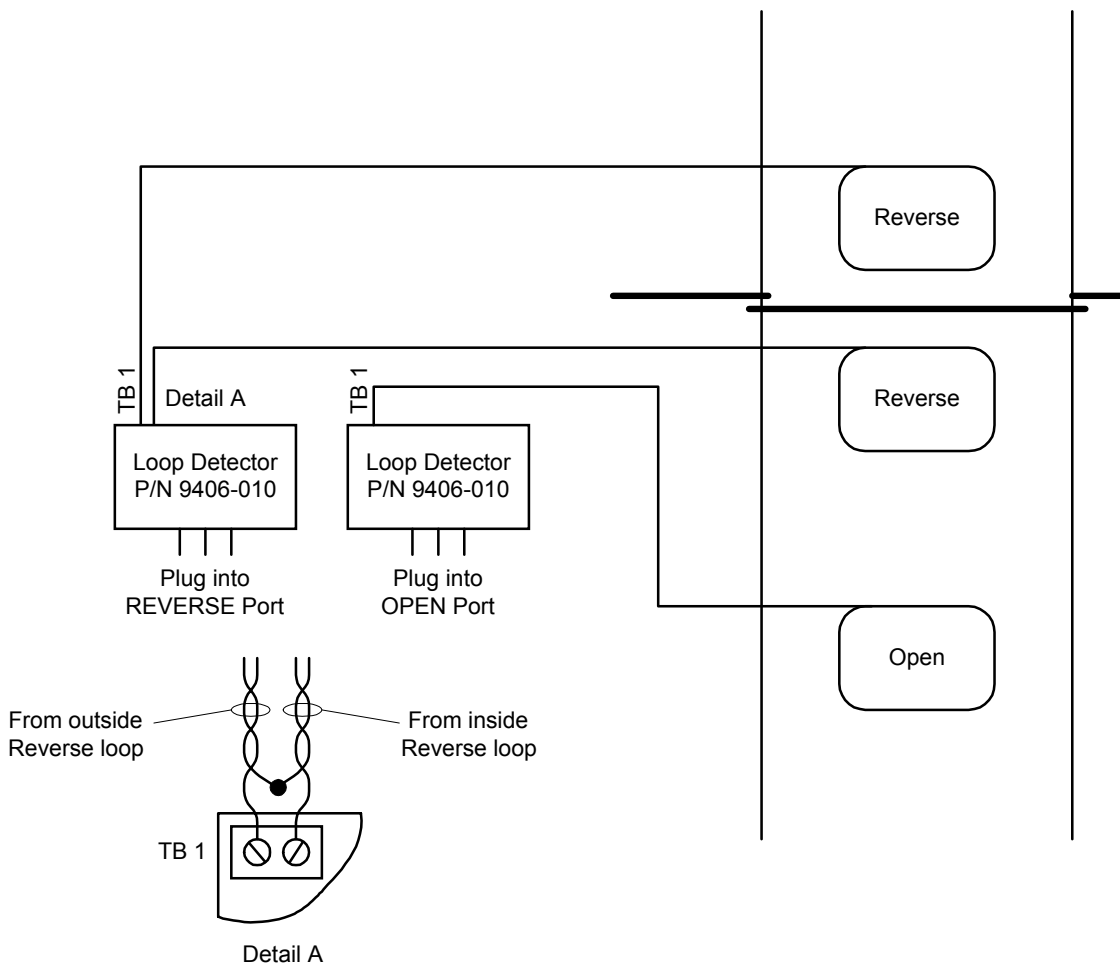 Reverse
TB 1
Detail A
TB 1
Reverse
Loop Detector
P/N 9406-010
Loop Detector
P/N 9406-010
Plug into
REVERSE Port
Plug into
OPEN Port
Open
From outside
Reverse loop
From inside
Reverse loop
TB 1
Detail A